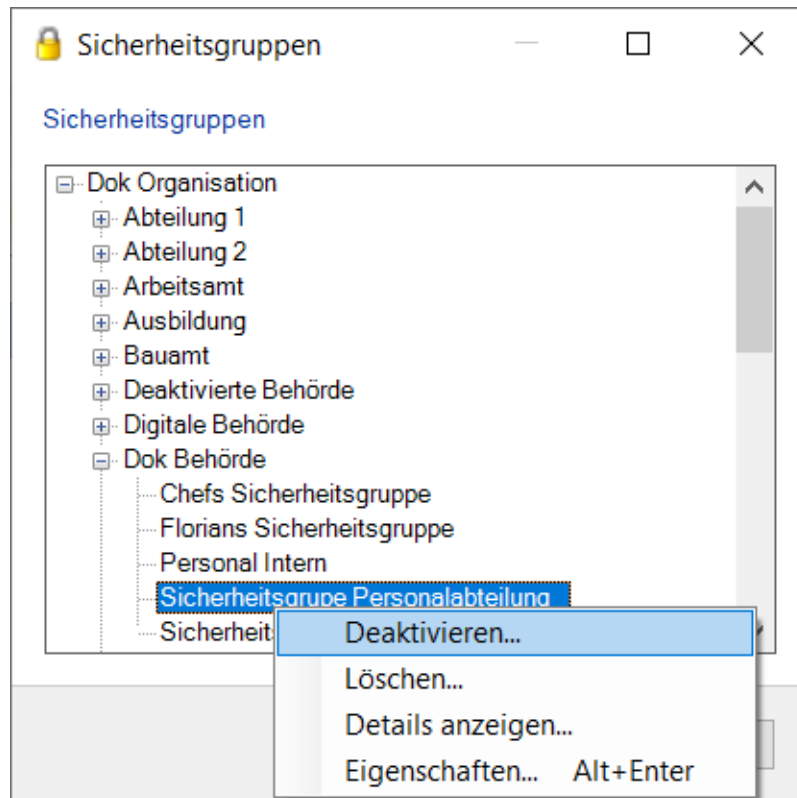 Sicherheitsgruppen
Sicherheitsgruppen
Dok Organisation
Abteilung 1
Abteilung 2
Arbeitsamt
Ausbildung
Bauamt
Deaktivierte Behörde
Digitale Behörde
Dok Behörde
Chefs Sicherheitsgruppe
Florians Sicherheitsgruppe
Personal Intern
Sicherheitsgrupe Personalabteilung
Sicherheit
Deaktivieren...
Löschen...
Details anzeigen...
Eigenschaften... Alt+Enter